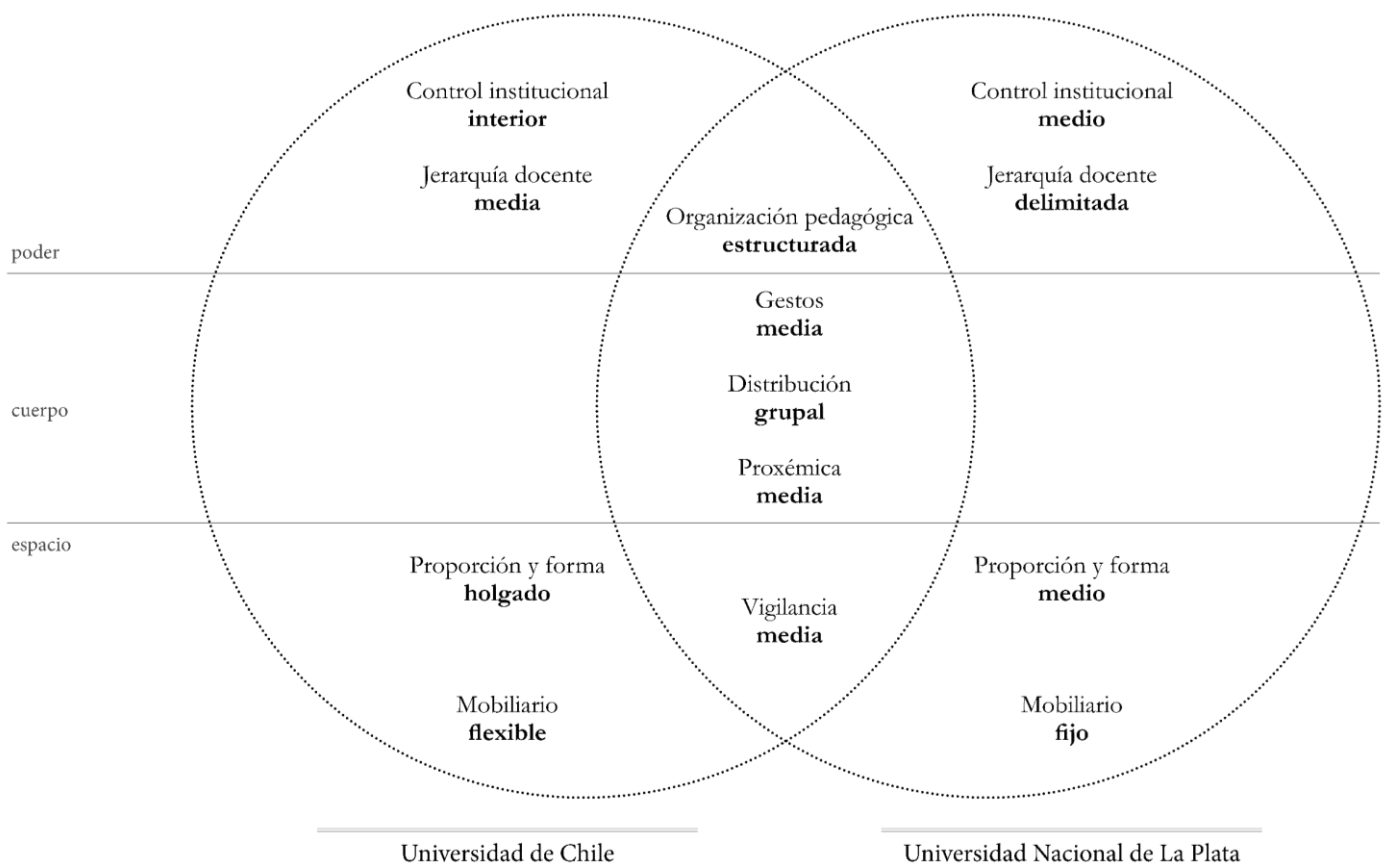 Control institucional
interior
Control institucional
medio
Jerarquía docente
media
Jerarquía docente
delimitada
Organización pedagógica
estructurada
poder
Gestos
media
Distribución
grupal
cuerpo
Proxémica
media
espacio
Proporción y forma
holgado
Proporción y forma
medio
Vigilancia
media
Mobiliario
flexible
Mobiliario
fijo
Universidad de Chile
Universidad Nacional de La Plata